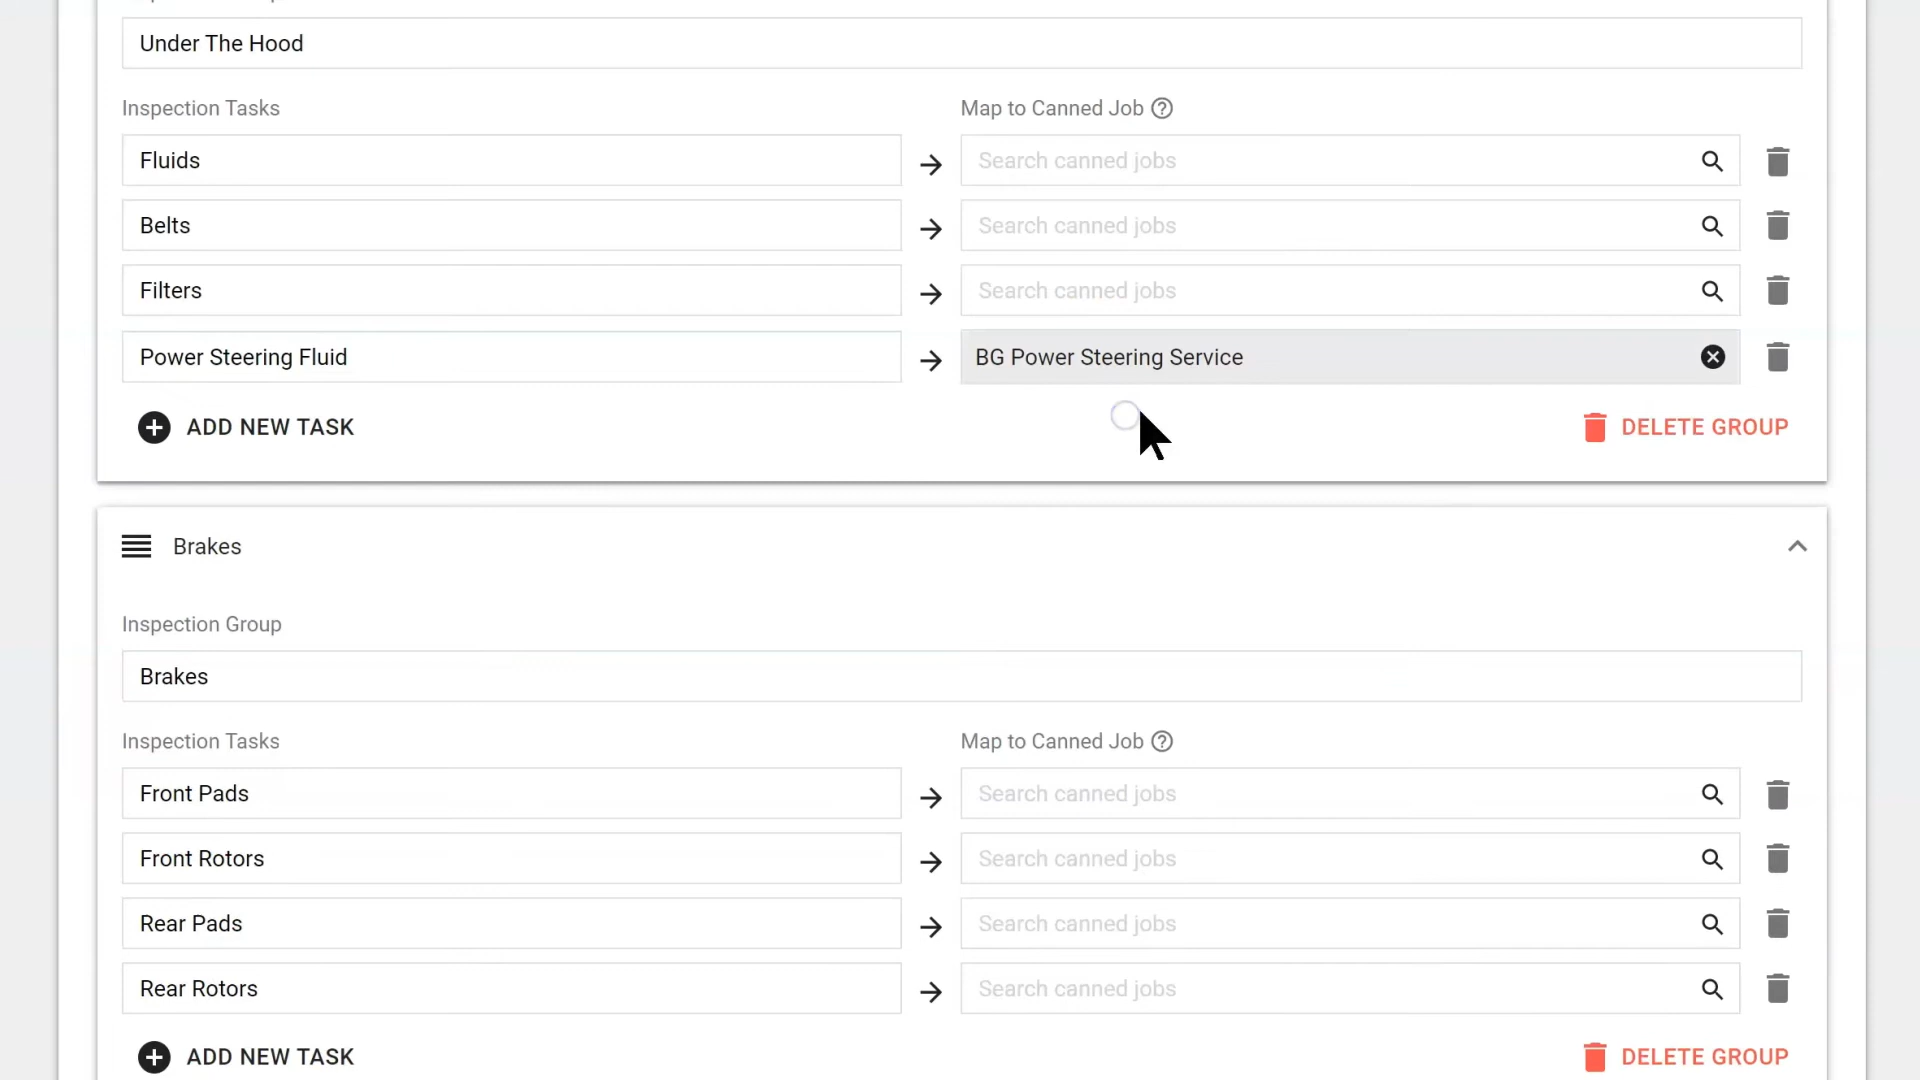 Under The Hood
Inspection Tasks Map to Canned Job ?
Fluids Search canned jobs
Belts Search canned jobs
Filters Search canned jobs
Power Steering Fluid BG Power Steering Service
ADD NEW TASK DELETE GROUP
Brakes
Inspection Group
Brakes
Inspection Tasks Map to Canned Job ?
Front Pads Search canned jobs
Front Rotors Search canned jobs
Rear Pads Search canned jobs
Rear Rotors Search canned jobs
ADD NEW TASK DELETE GROUP